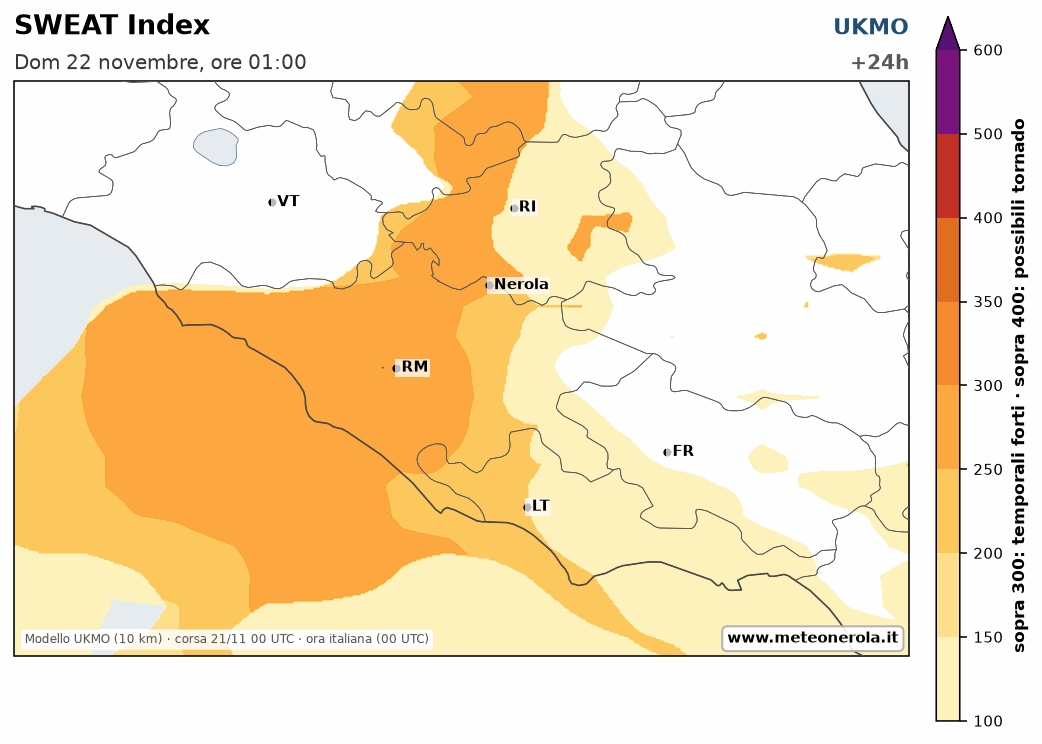 SWEAT Index
UKMO
Dom 22 novembre, ore 01:00
+24h
VT
RI
Nerola
RM
FR
LT
Modello UKMO (10 km) · corsa 21/11 00 UTC · ora italiana (00 UTC)
www.meteonerola.it
600
500
400
350
300
250
200
150
100
sopra 300: temporali forti · sopra 400: possibili tornado